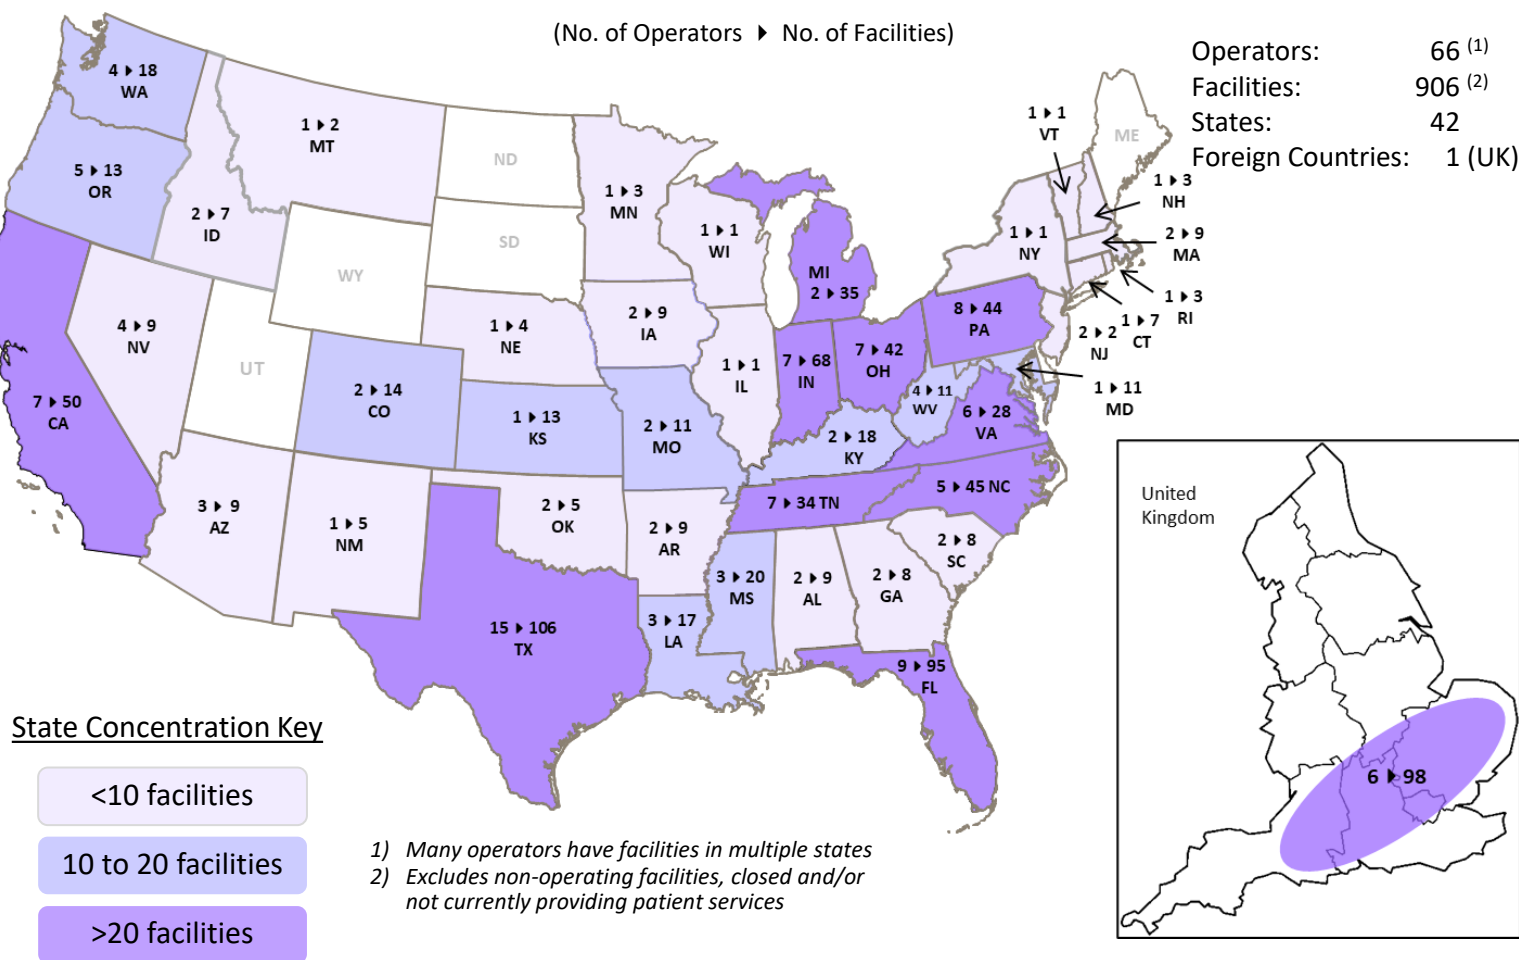 (No. of Operators ▶ No. of Facilities)
Operators: 66 (1)
Facilities: 906 (2)
States: 42
Foreign Countries: 1 (UK)
4 ▶ 18
WA
5 ▶ 13
OR
1 ▶ 2
MT
2 ▶ 7
ID
ND
SD
WY
UT
ME
1 ▶ 3
MN
1 ▶ 1
WI
MI
2 ▶ 35
1 ▶ 1
VT
1 ▶ 3
NH
1 ▶ 1
NY
2 ▶ 9
MA
1 ▶ 3
RI
1 ▶ 7
CT
2 ▶ 2
NJ
1 ▶ 11
MD
8 ▶ 44
PA
4 ▶ 9
NV
7 ▶ 50
CA
2 ▶ 14
CO
1 ▶ 4
NE
1 ▶ 13
KS
2 ▶ 9
IA
2 ▶ 11
MO
1 ▶ 1
IL
7 ▶ 68
IN
7 ▶ 42
OH
4 ▶ 11
WV
6 ▶ 28
VA
2 ▶ 18
KY
7 ▶ 34 TN
5 ▶ 45 NC
3 ▶ 9
AZ
1 ▶ 5
NM
2 ▶ 5
OK
2 ▶ 9
AR
2 ▶ 8
SC
3 ▶ 20
MS
2 ▶ 9
AL
2 ▶ 8
GA
3 ▶ 17
LA
15 ▶ 106
TX
9 ▶ 95
FL
United
Kingdom
6 ▶ 98
State Concentration Key
<10 facilities
10 to 20 facilities
>20 facilities
1) Many operators have facilities in multiple states
2) Excludes non-operating facilities, closed and/or
not currently providing patient services